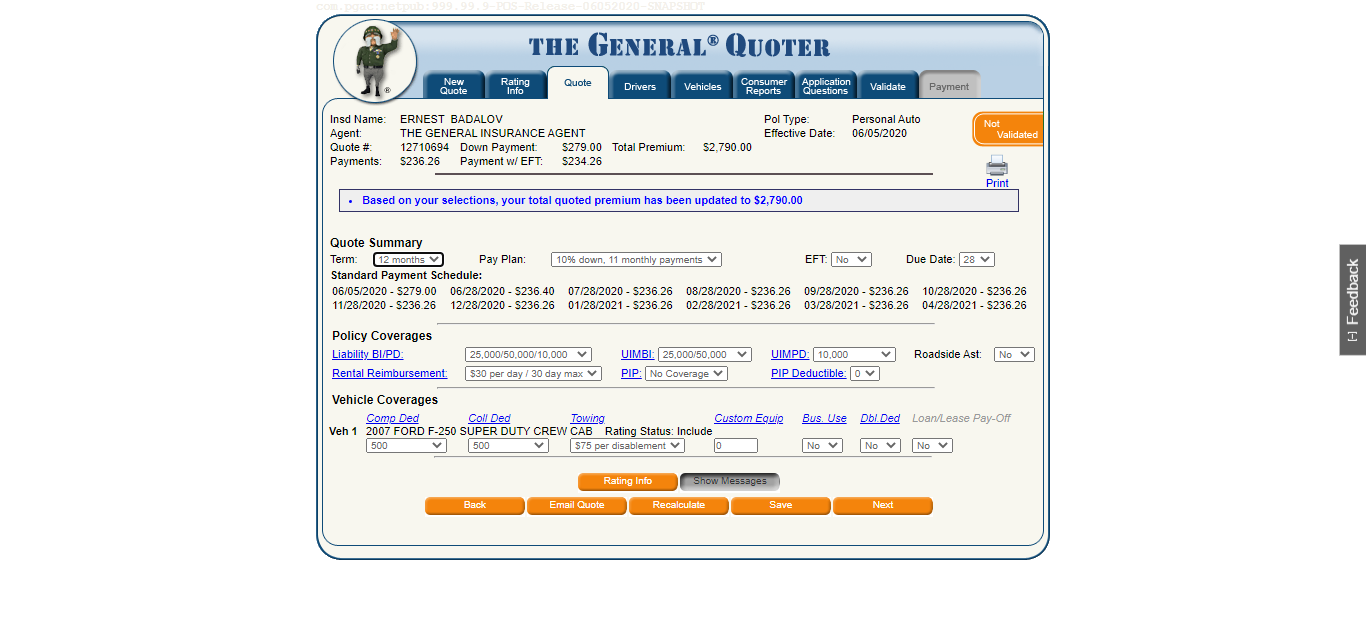 com.pgac:netpub:999.99.9-POS-Release-06052020-SNAPSHOT
THE GENERAL® QUOTER
New Quote Rating Info Quote Drivers Vehicles Consumer Reports Application Questions Validate Payment
®
Insd Name: ERNEST BADALOV Pol Type: Personal Auto
Agent: THE GENERAL INSURANCE AGENT Effective Date: 06/05/2020
Not Validated
Quote #: 12710694 Down Payment: $279.00 Total Premium: $2,790.00
Payments: $236.26 Payment w/ EFT: $234.26
Print
• Based on your selections, your total quoted premium has been updated to $2,790.00
Quote Summary
Term: 12 months Pay Plan: 10% down, 11 monthly payments EFT: No Due Date: 28
Standard Payment Schedule:
06/05/2020 - $279.00 06/28/2020 - $236.40 07/28/2020 - $236.26 08/28/2020 - $236.26 09/28/2020 - $236.26 10/28/2020 - $236.26
11/28/2020 - $236.26 12/28/2020 - $236.26 01/28/2021 - $236.26 02/28/2021 - $236.26 03/28/2021 - $236.26 04/28/2021 - $236.26
Policy Coverages
Liability BI/PD: 25,000/50,000/10,000 UIMBI: 25,000/50,000 UIMPD: 10,000 Roadside Ast: No
Rental Reimbursement: $30 per day / 30 day max PIP: No Coverage PIP Deductible: 0
Vehicle Coverages
Comp Ded Coll Ded Towing Custom Equip Bus. Use Dbl Ded Loan/Lease Pay-Off
Veh 1 2007 FORD F-250 SUPER DUTY CREW CAB Rating Status: Include
500 500 $75 per disablement 0 No No No
Rating Info Show Messages
Back Email Quote Recalculate Save Next
[-] Feedback